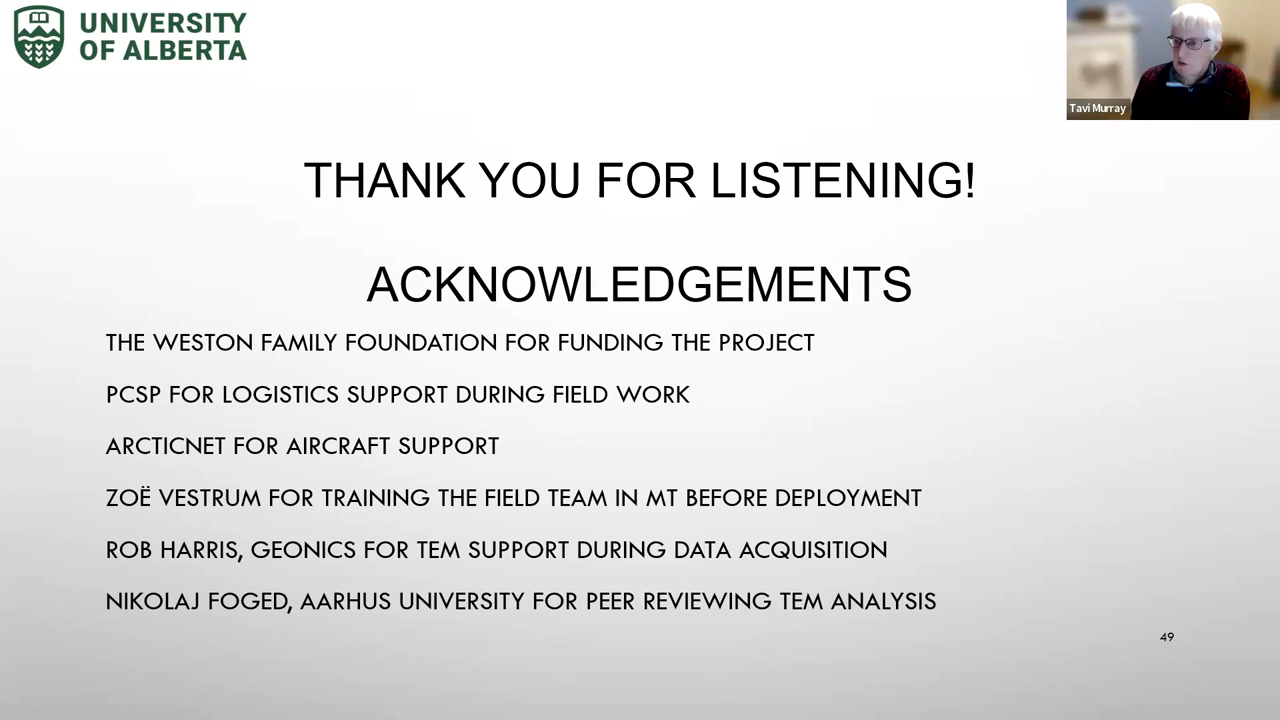 UNIVERSITY
OF ALBERTA
Tavi Murray
THANK YOU FOR LISTENING!
ACKNOWLEDGEMENTS
THE WESTON FAMILY FOUNDATION FOR FUNDING THE PROJECT
PCSP FOR LOGISTICS SUPPORT DURING FIELD WORK
ARCTICNET FOR AIRCRAFT SUPPORT
ZOË VESTRUM FOR TRAINING THE FIELD TEAM IN MT BEFORE DEPLOYMENT
ROB HARRIS, GEONICS FOR TEM SUPPORT DURING DATA ACQUISITION
NIKOLAJ FOGED, AARHUS UNIVERSITY FOR PEER REVIEWING TEM ANALYSIS
49